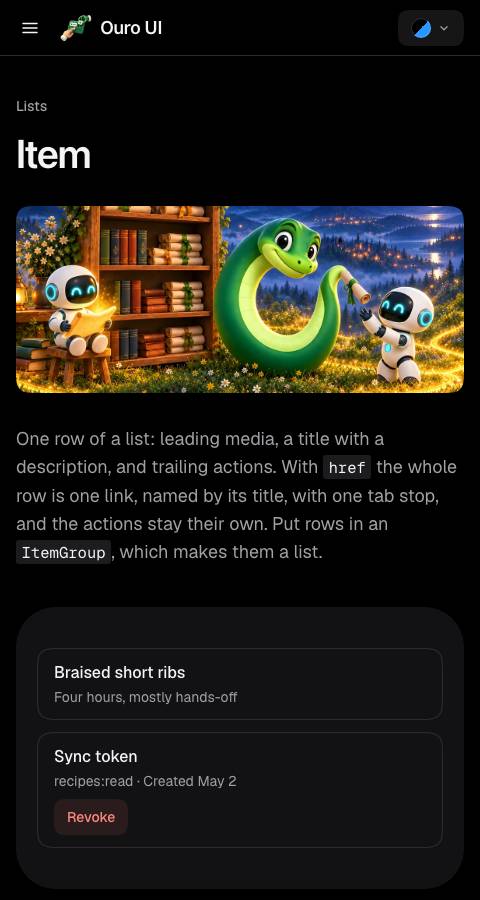 Ouro UI
Lists
Item
One row of a list: leading media, a title with a
description, and trailing actions. With href the whole
row is one link, named by its title, with one tab stop,
and the actions stay their own. Put rows in an
ItemGroup, which makes them a list.
Braised short ribs
Four hours, mostly hands-off
Sync token
recipes:read · Created May 2
Revoke